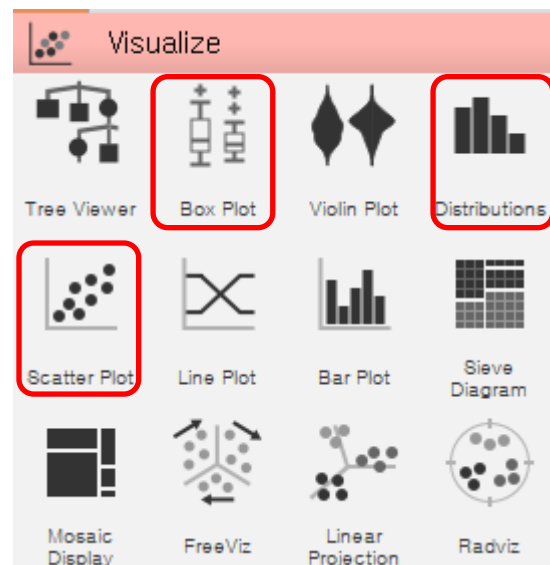 Visualize
Tree Viewer
Box Plot
Violin Plot
Distributions
Scatter Plot
Line Plot
Bar Plot
Sieve
Diagram
Mosaic
Display
FreeViz
Linear
Projection
Radviz